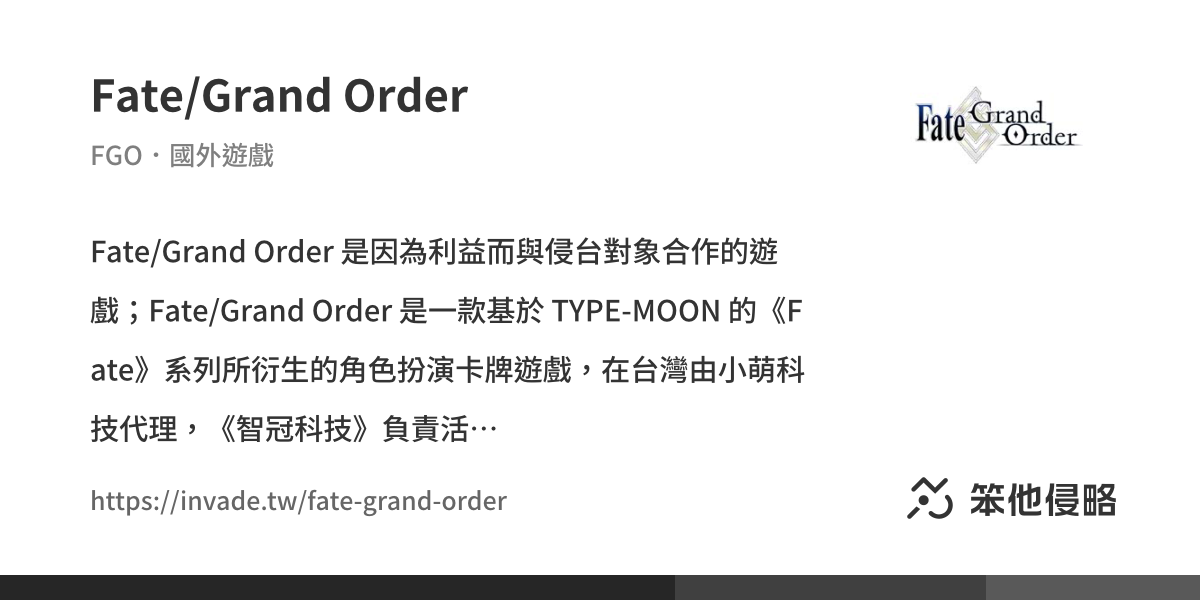 Fate/Grand Order
FGO・國外遊戲
Fate
Grand
Order
Fate/Grand Order 是因為利益而與侵台對象合作的遊
戲；Fate/Grand Order 是一款基於 TYPE-MOON 的《F
ate》系列所衍生的角色扮演卡牌遊戲，在台灣由小萌科
技代理，《智冠科技》負責活⋯
https://invade.tw/fate-grand-order
笨他侵略